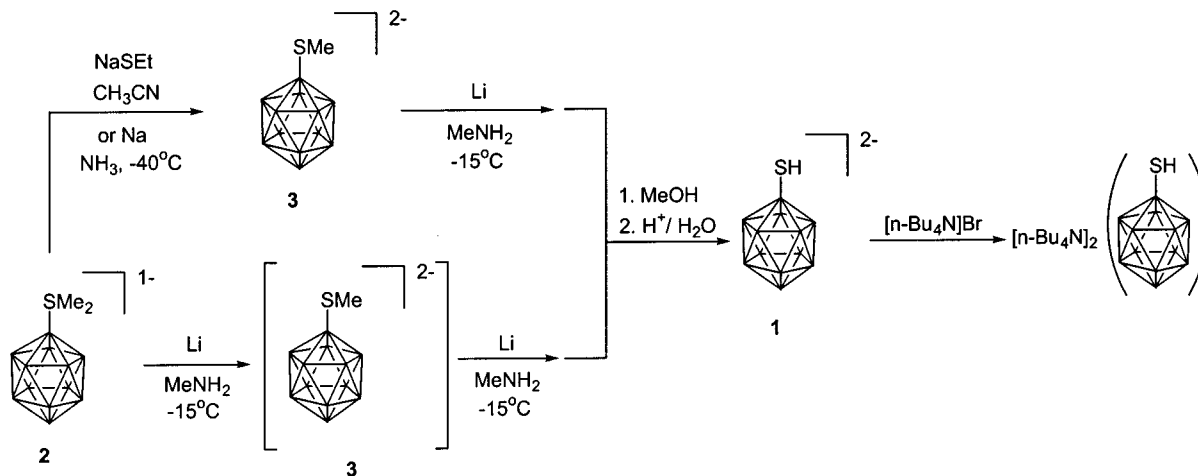 NaSEt
CH₃CN
or Na
NH₃, -40°C
SMe
2-
3
Li
MeNH₂
-15°C
1. MeOH
2. H⁺/ H₂O
SH
2-
1
[n-Bu₄N]Br
[n-Bu₄N]₂
SH
SMe₂
1-
2
Li
MeNH₂
-15°C
SMe
2-
3
Li
MeNH₂
-15°C